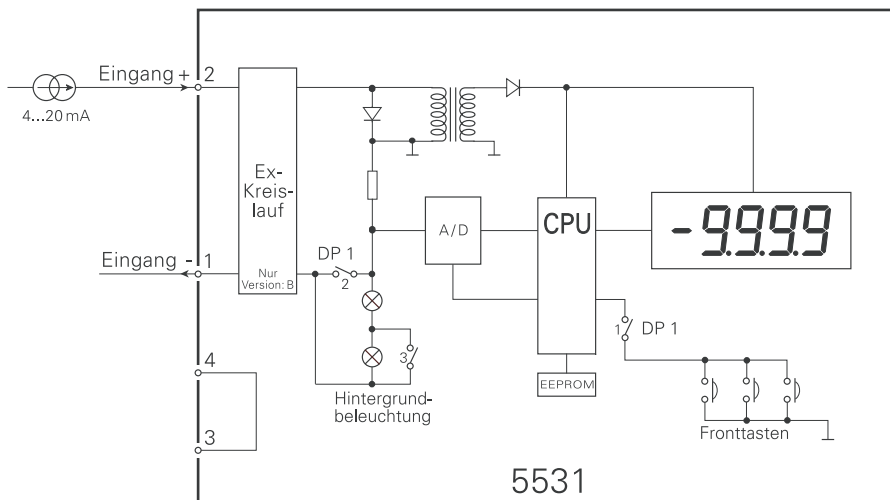 Eingang +
2
4...20 mA
Ex-
Kreis-
lauf
Nur
Version: B
Eingang -
1
4
3
DP 1
2
3
Hintergrund-
beleuchtung
A/D
CPU
EEPROM
-9.9.9.9
1
DP 1
Fronttasten
5531